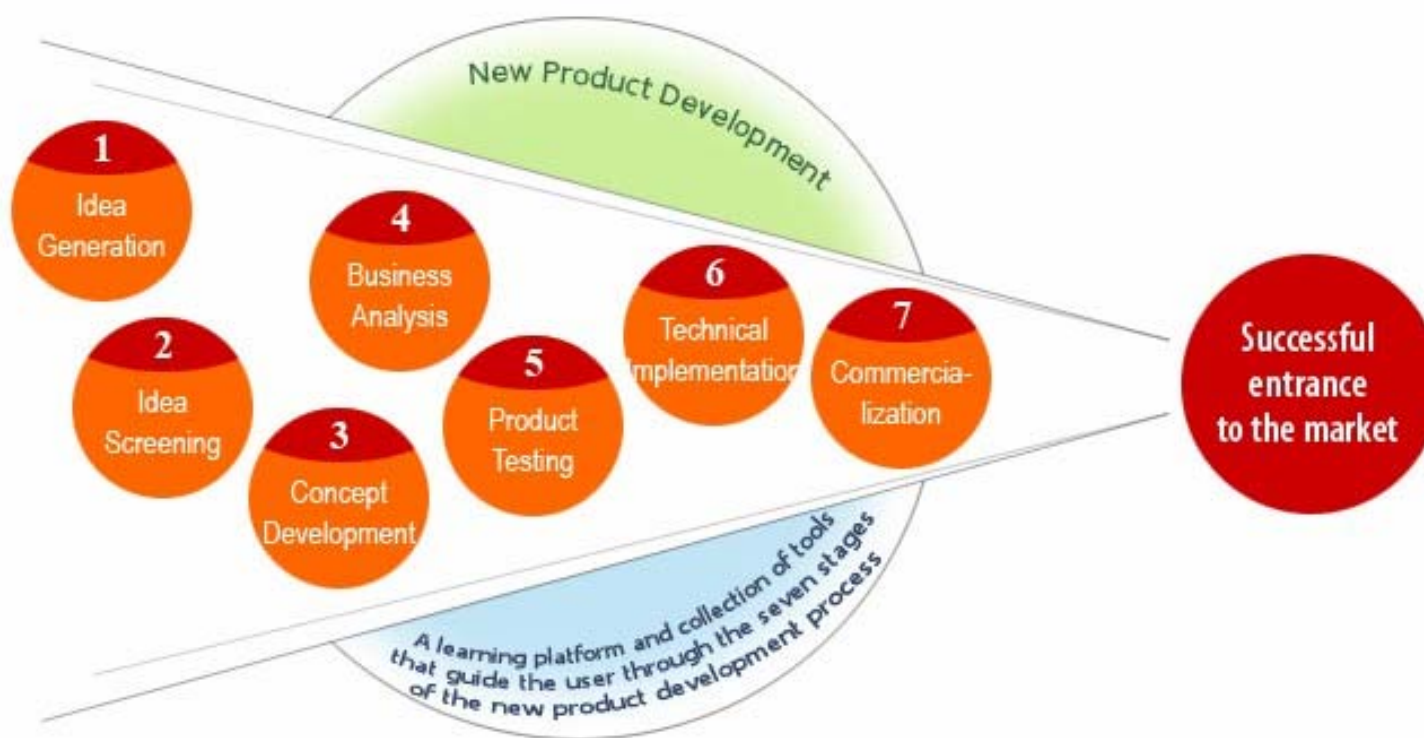 New Product Development
1
Idea
Generation
2
Idea
Screening
3
Concept
Development
4
Business
Analysis
5
Product
Testing
6
Technical
Implementation
7
Commercia-
lization
Successful
entrance
to the market
A learning platform and collection of tools
that guide the user through the seven stages
of the new product development process